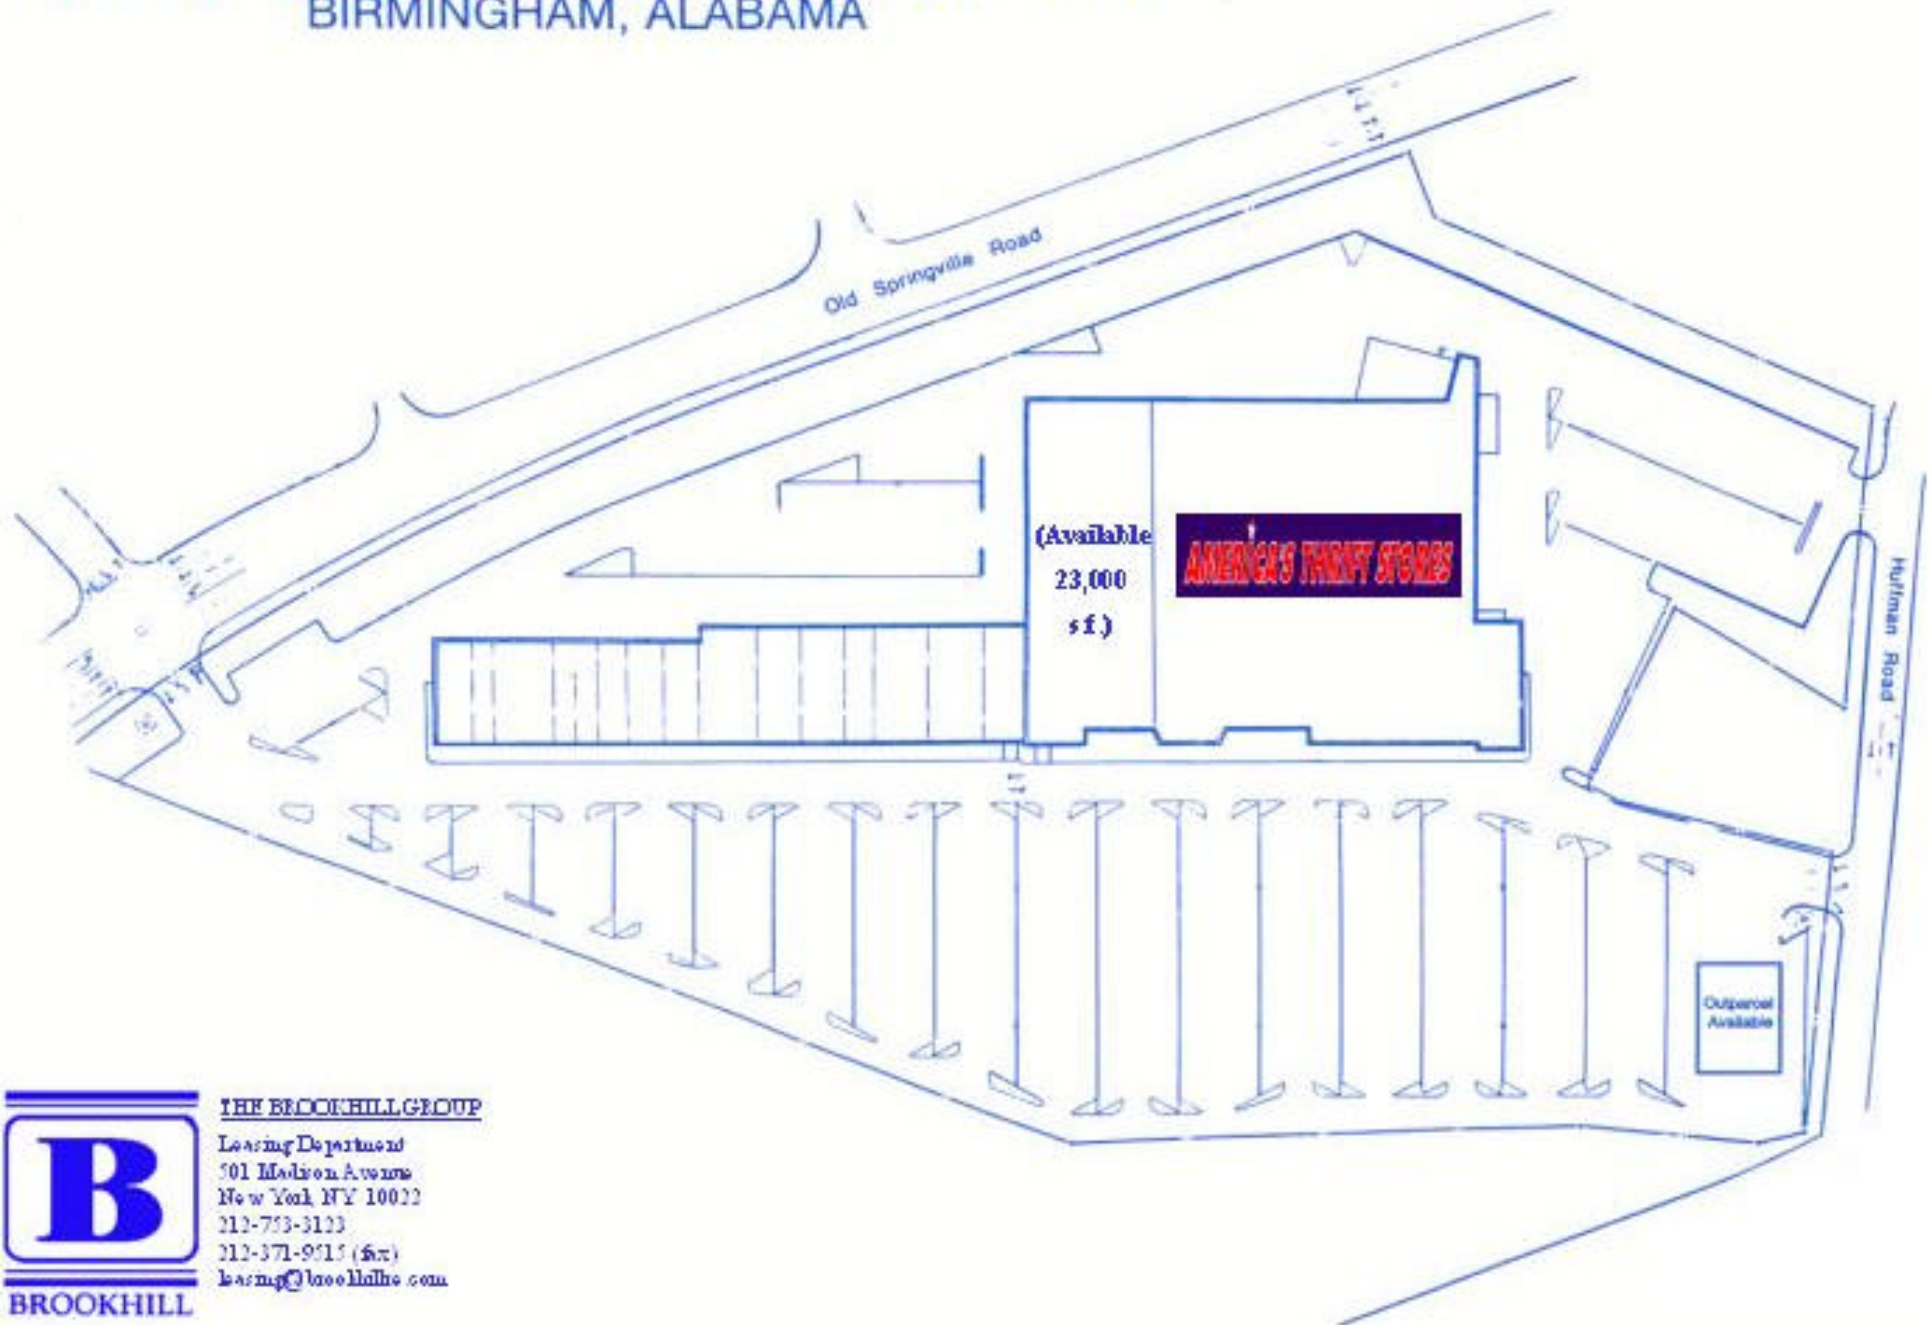 BIRMINGHAM, ALABAMA
Old Springville Road
(Available
23,000
s f.)
AMERICA'S THRIFT STORES
Huffman Road
Outparcel
Available
B
BROOKHILL
THE BROOKHILL GROUP
Leasing Department
501 Madison Avenue
New York NY 10022
212-753-3123
212-371-9515 (fax)